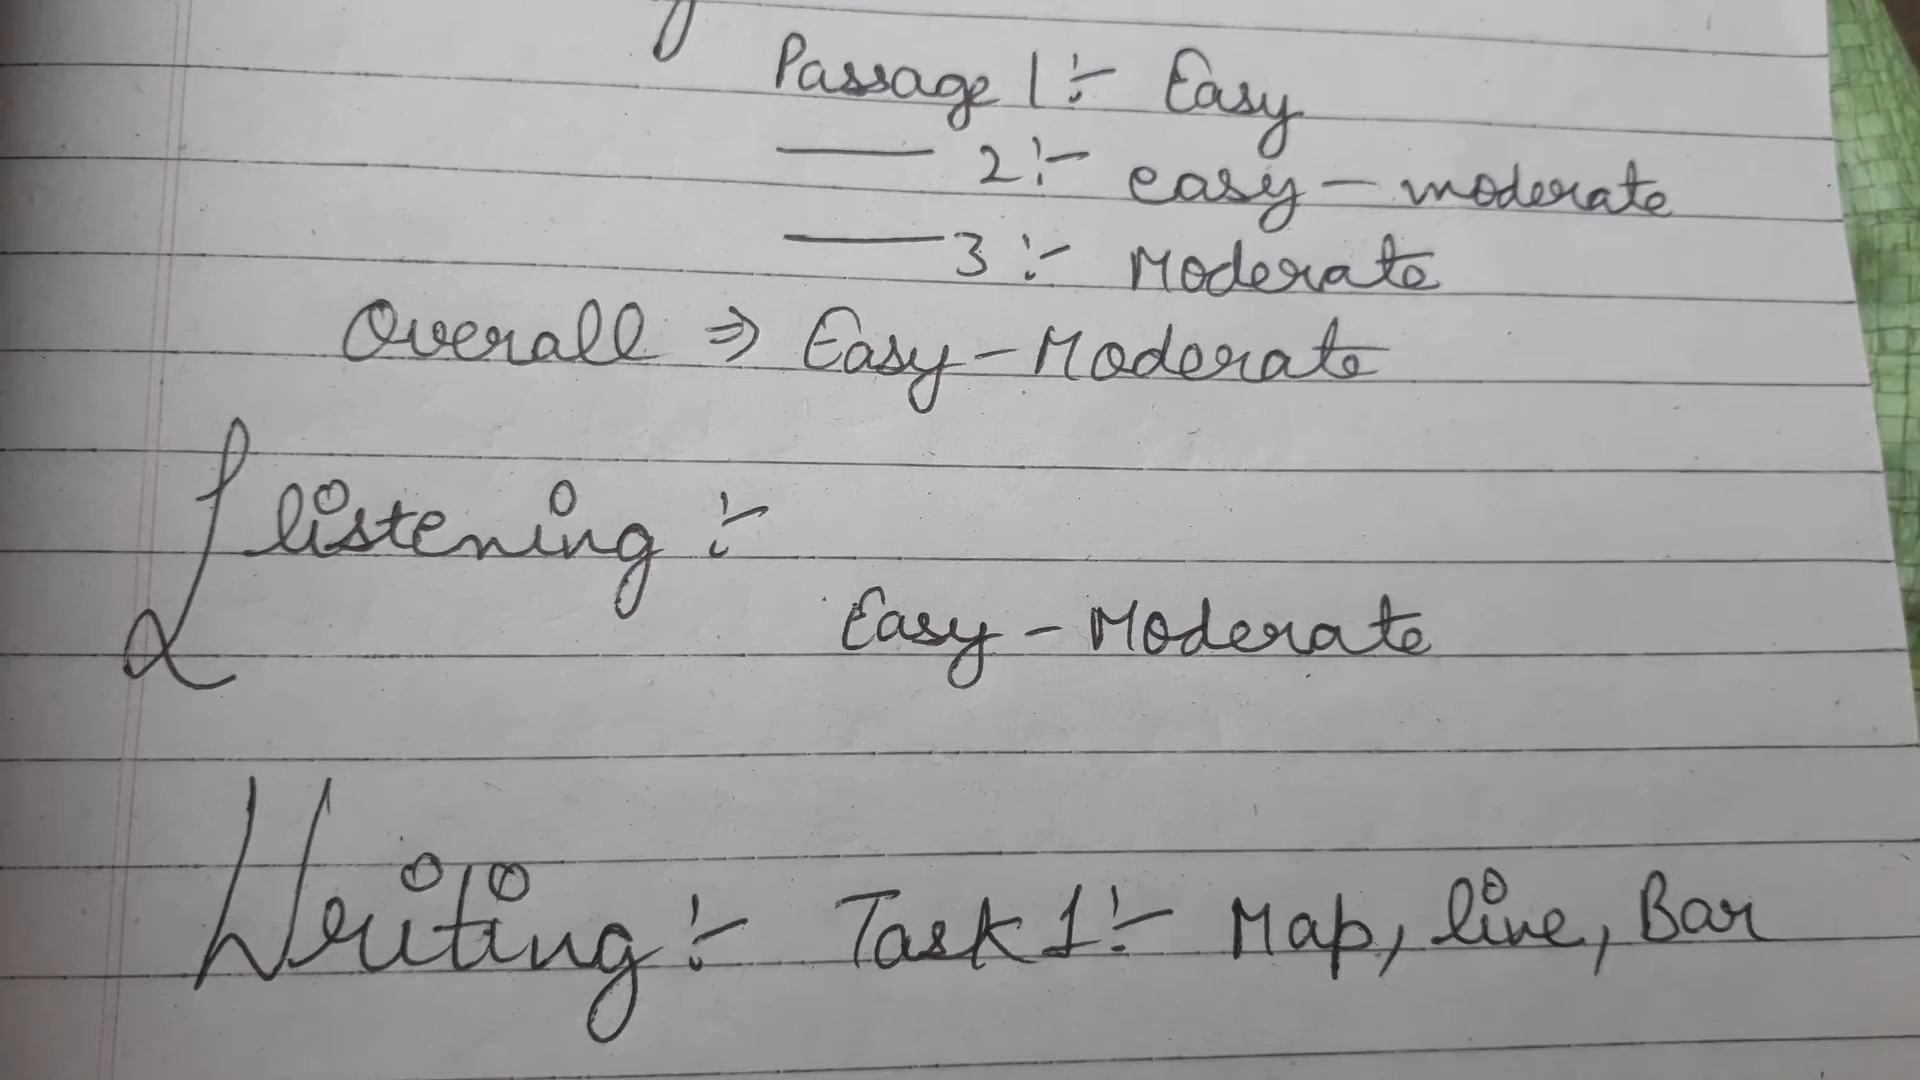 Passage 1 :- Easy
—— 2 :- easy - moderate
—— 3 :- Moderate
Overall ⇒ Easy - Moderate
Llistening :-
Easy - Moderate
Writing :- Task 1 :- Map, line, Bar